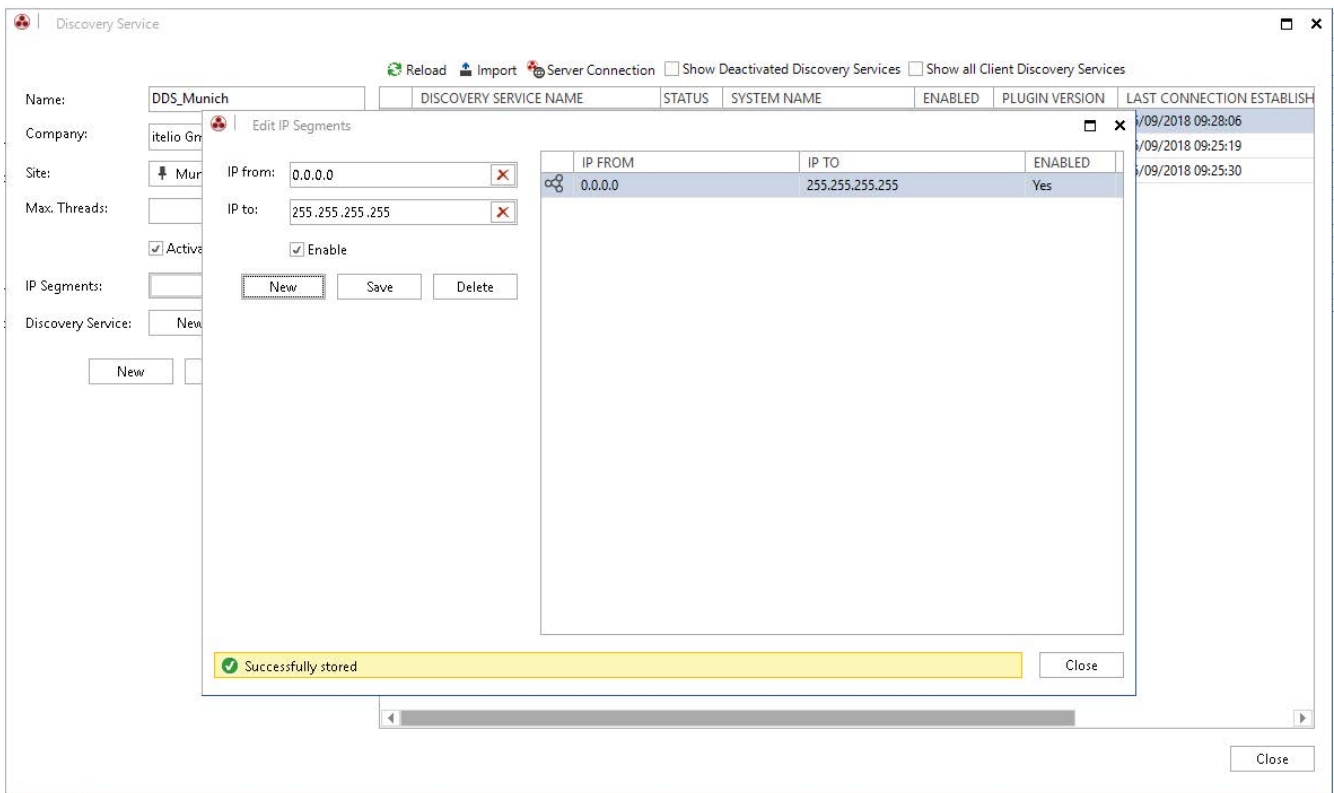 Discovery Service
Reload Import Server Connection Show Deactivated Discovery Services Show all Client Discovery Services
Name: DDS_Munich
DISCOVERY SERVICE NAME STATUS SYSTEM NAME ENABLED PLUGIN VERSION LAST CONNECTION ESTABLISH
Edit IP Segments
/09/2018 09:28:06
Company: itelio Gm
/09/2018 09:25:19
Site: Mun
/09/2018 09:25:30
IP from: 0.0.0.0
IP FROM IP TO ENABLED
0.0.0.0 255.255.255.255 Yes
Max. Threads:
IP to: 255.255.255.255
Activa
Enable
IP Segments:
New Save Delete
Discovery Service: New
New
Successfully stored
Close
Close